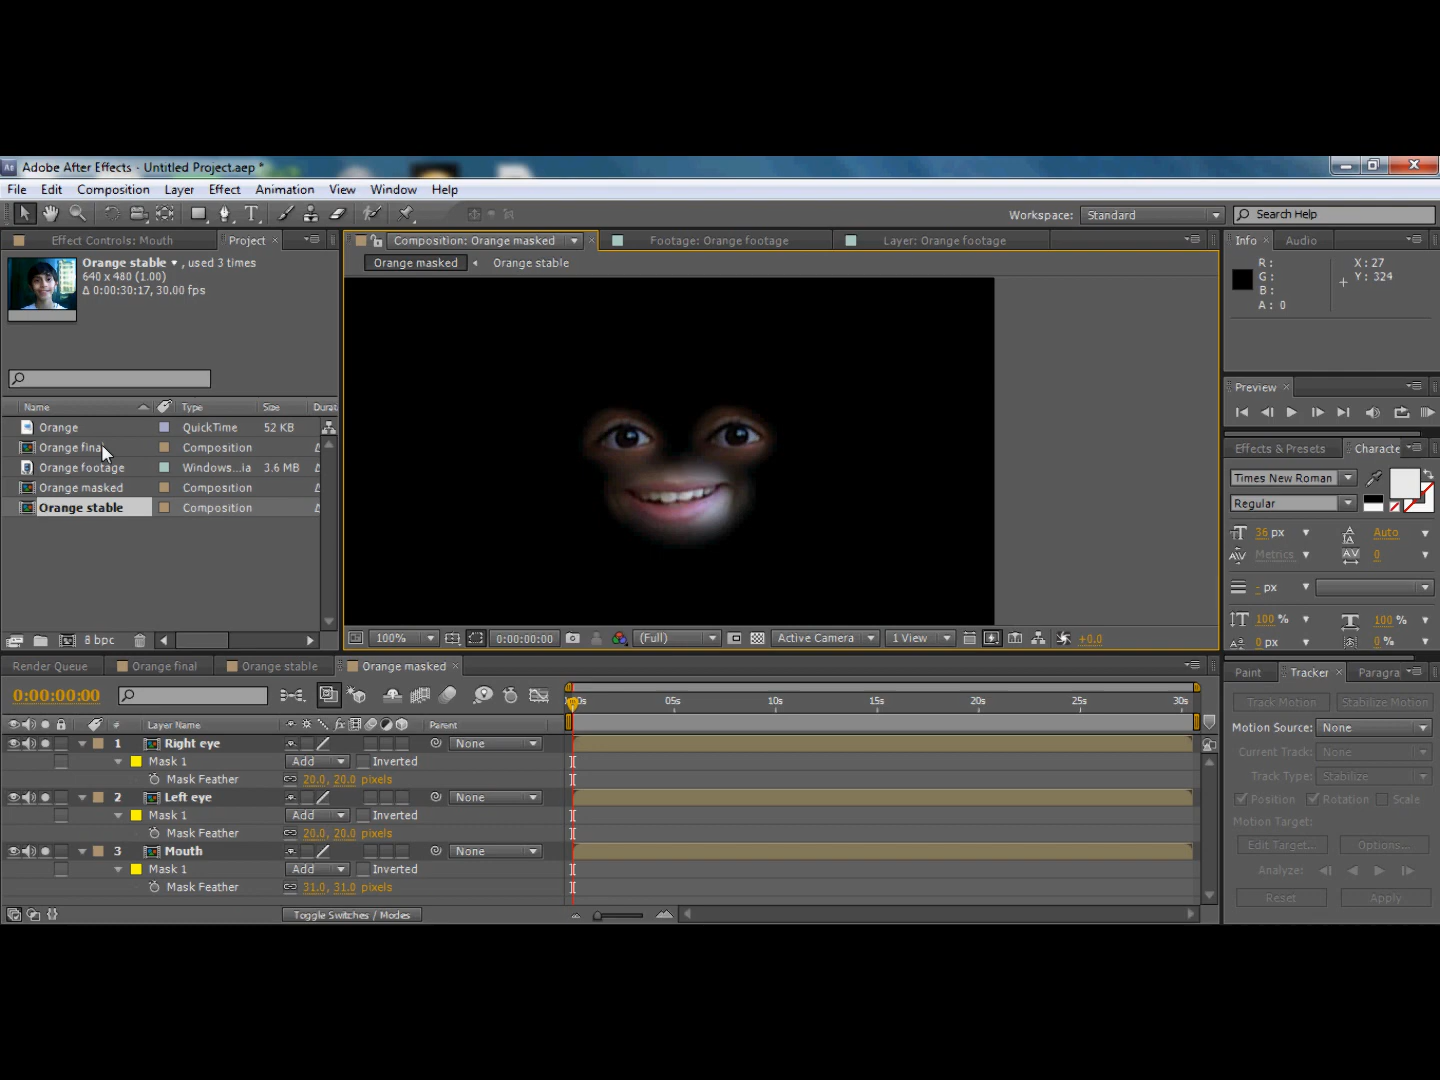 Adobe After Effects - Untitled Project.aep *
File Edit Composition Layer Effect Animation View Window Help
Workspace: Standard Search Help
Effect Controls: Mouth Project
Composition: Orange masked Footage: Orange footage Layer: Orange footage
Info Audio
Orange stable , used 3 times
640 x 480 (1.00)
Δ 0:00:30:17, 30.00 fps
Orange masked Orange stable
R :
G :
B :
A : 0
X : 27
Y : 324
Preview
Name Type Size Durat
Orange QuickTime 52 KB
Orange final Composition
Orange footage Windows...ia 3.6 MB
Orange masked Composition
Orange stable Composition
8 bpc
Effects & Presets Characte
Times New Roman
Regular
36 px Auto
Metrics 0
- px
100 % 100 %
0 px 0 %
100% 0:00:00:00 (Full) Active Camera 1 View +0.0
Render Queue Orange final Orange stable Orange masked
Paint Tracker Paragra
0:00:00:00
05s 10s 15s 20s 25s 30s
# Layer Name Parent
1 Right eye None
Mask 1 Add Inverted
Mask Feather 20.0, 20.0 pixels
2 Left eye None
Mask 1 Add Inverted
Mask Feather 20.0, 20.0 pixels
3 Mouth None
Mask 1 Add Inverted
Mask Feather 31.0, 31.0 pixels
Toggle Switches / Modes
Track Motion Stabilize Motion
Motion Source: None
Current Track: None
Track Type: Stabilize
Position Rotation Scale
Motion Target:
Edit Target... Options...
Analyze:
Reset Apply